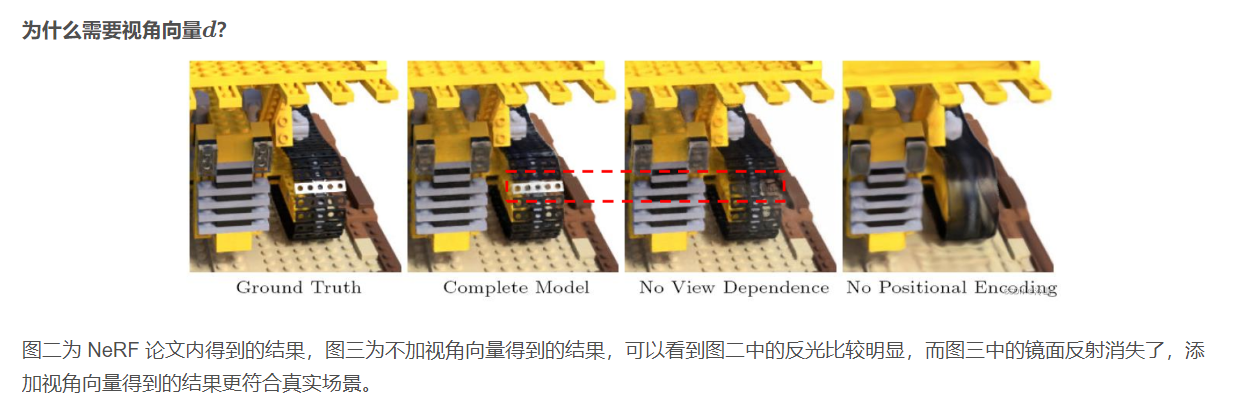 为什么需要视角向量d?
Ground Truth
Complete Model
No View Dependence
No Positional Encoding
图二为 NeRF 论文内得到的结果，图三为不加视角向量得到的结果，可以看到图二中的反光比较明显，而图三中的镜面反射消失了，添
加视角向量得到的结果更符合真实场景。